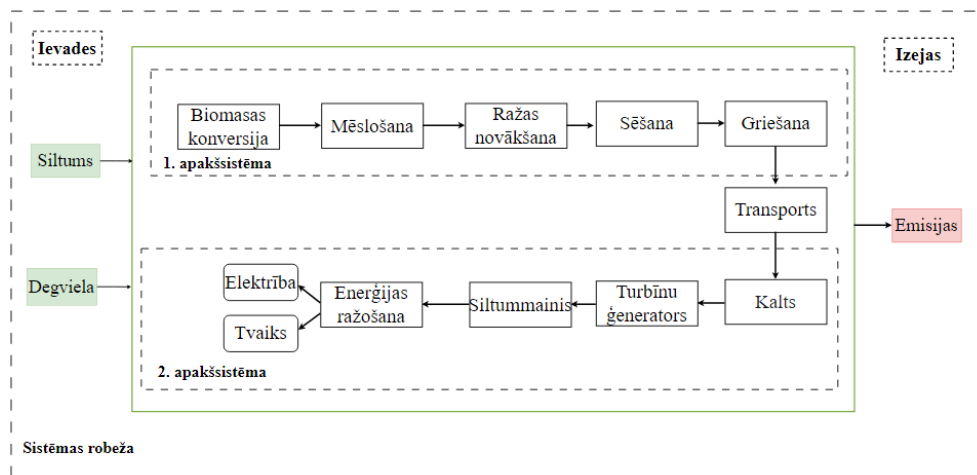 Ievades
Izejas
Biomasas
konversija
Mēslošana
Ražas
novākšana
Sēšana
Griešana
1. apakšsistēma
Siltums
Transports
Emisijas
Degviela
Elektrība
Tvaiks
Enerģijas
ražošana
Siltummainis
Turbīnu
ģenerators
Kalts
2. apakšsistēma
Sistēmas robeža